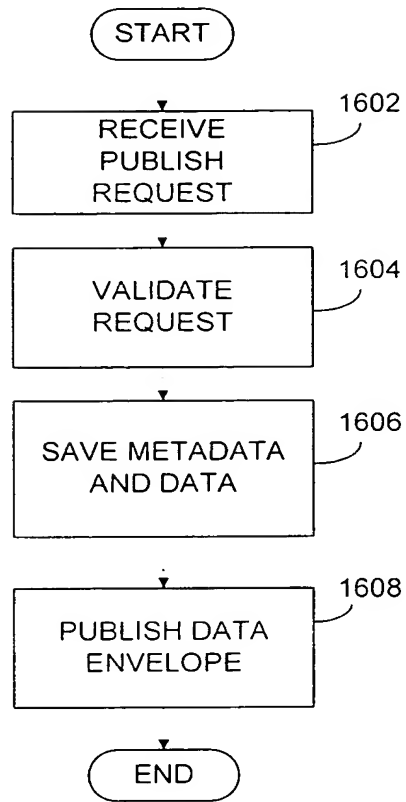 START
1602
RECEIVE
PUBLISH
REQUEST
1604
VALIDATE
REQUEST
1606
SAVE METADATA
AND DATA
1608
PUBLISH DATA
ENVELOPE
END